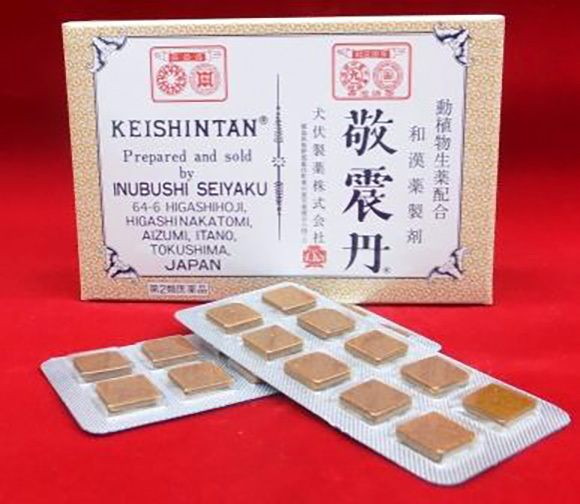 KEISHINTAN®
Prepared and sold
by
INUBUSHI SEIYAKU
64-6 HIGASHIHOJI,
HIGASHINAKATOMI,
AIZUMI, ITANO,
TOKUSHIMA,
JAPAN
第2類医薬品
動植物生薬配合
和漢薬製剤
敬震丹®
犬伏製薬株式会社